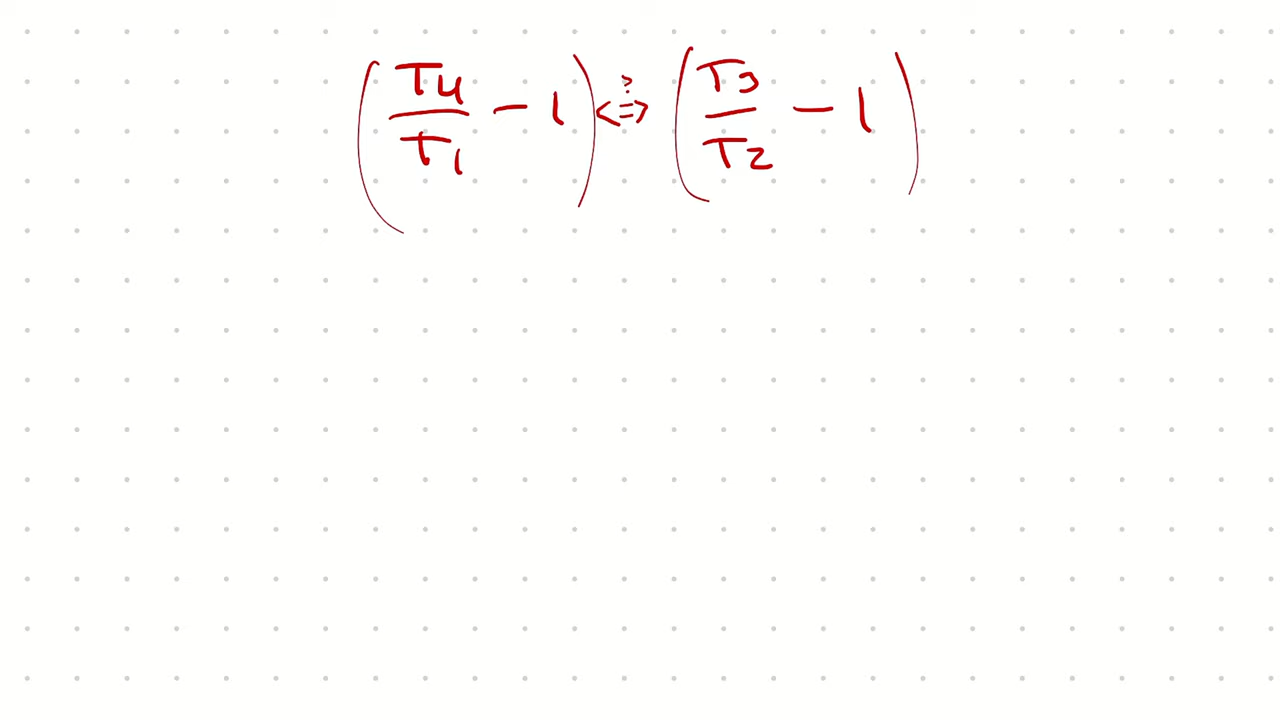 (T4/T1 - 1) <=>? (T3/T2 - 1)